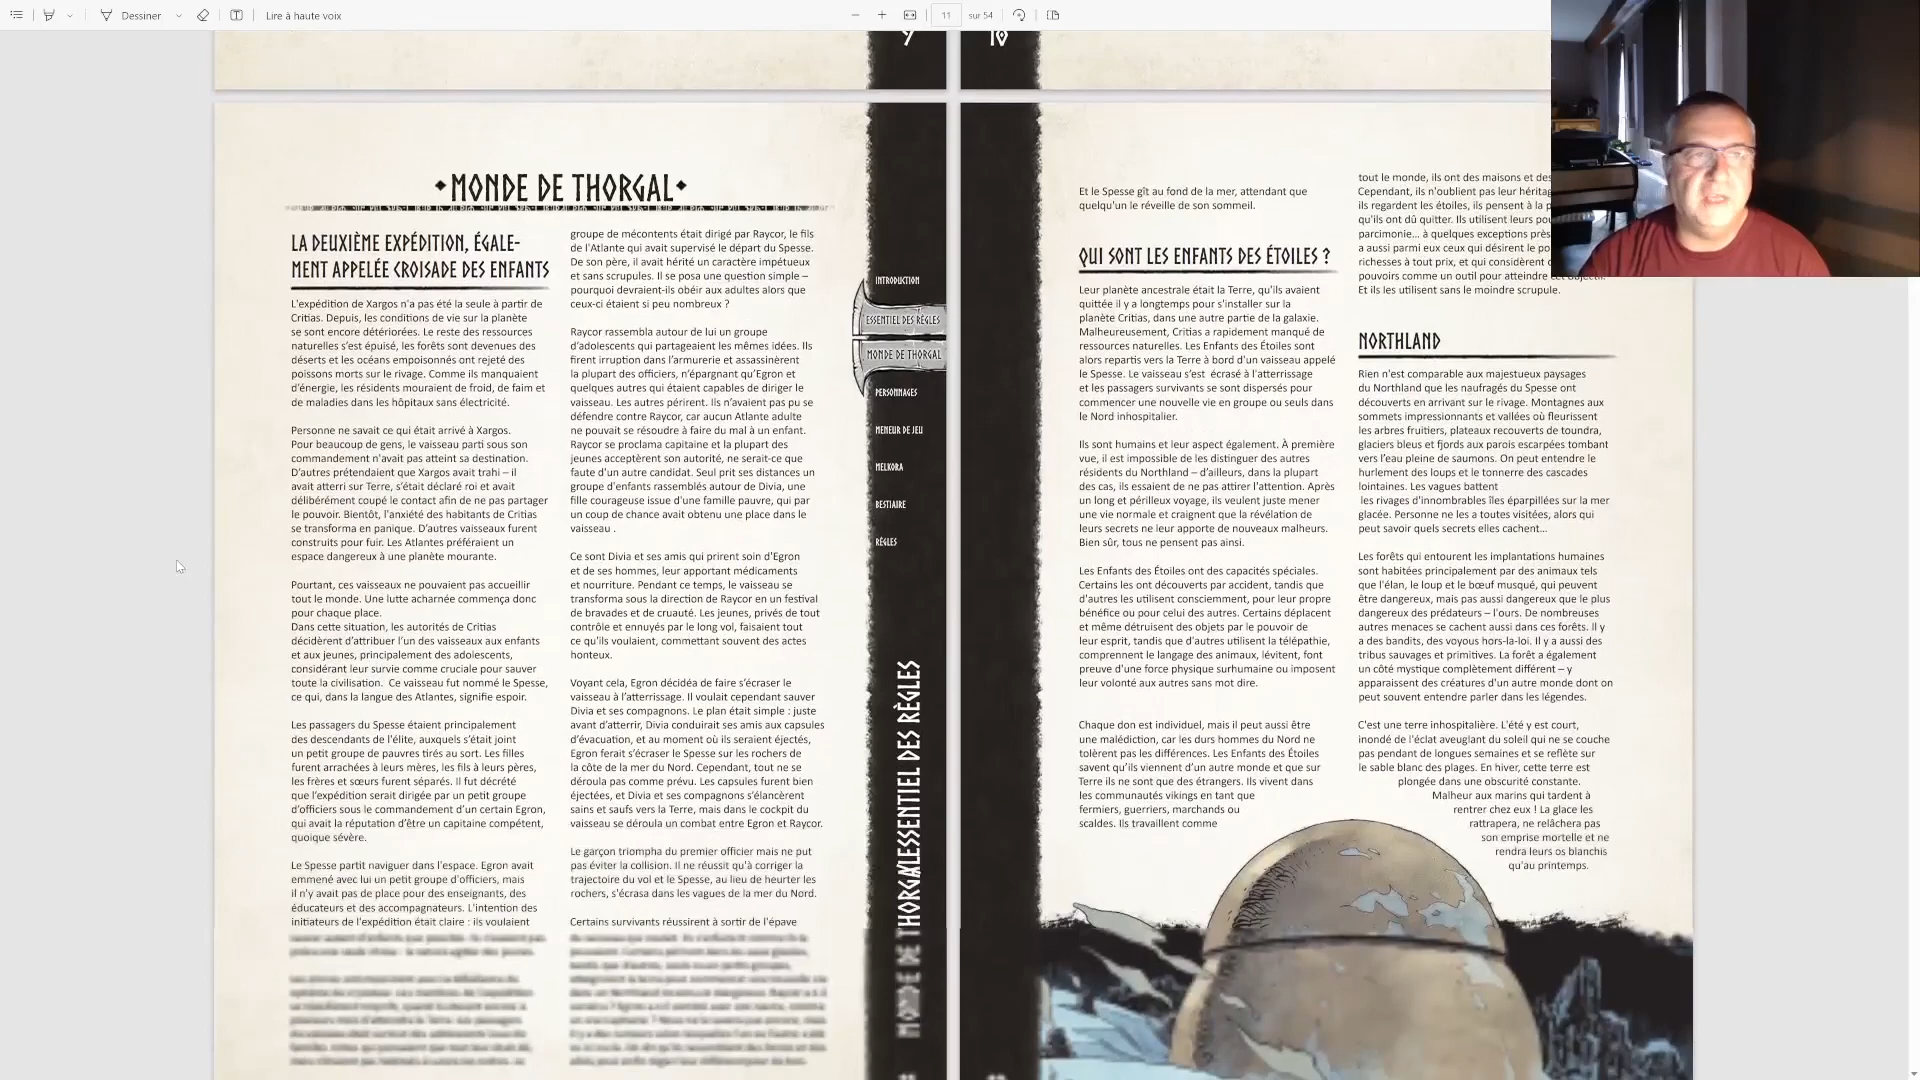 Dessiner
Lire à haute voix
11
sur 54
9
10
MONDE DE THORGAL
LA DEUXIÈME EXPÉDITION, ÉGALE-
MENT APPELÉE CROISADE DES ENFANTS
L'expédition de Xargos n'a pas été la seule à partir de
Critias. Depuis, les conditions de vie sur la planète
se sont encore détériorées. Le reste des ressources
naturelles s'est épuisé, les forêts sont devenues des
déserts et les océans empoisonnés ont rejeté des
poissons morts sur le rivage. Comme ils manquaient
d'énergie, les résidents mouraient de froid, de faim et
de maladies dans les hôpitaux sans électricité.
Personne ne savait ce qui était arrivé à Xargos.
Pour beaucoup de gens, le vaisseau parti sous son
commandement n'avait pas atteint sa destination.
D'autres prétendaient que Xargos avait trahi – il
avait atterri sur Terre, s'était déclaré roi et avait
délibérément coupé le contact afin de ne pas partager
le pouvoir. Bientôt, l'anxiété des habitants de Critias
se transforma en panique. D'autres vaisseaux furent
construits pour fuir. Les Atlantes préféraient un
espace dangereux à une planète mourante.
Pourtant, ces vaisseaux ne pouvaient pas accueillir
tout le monde. Une lutte acharnée commença donc
pour chaque place.
Dans cette situation, les autorités de Critias
décidèrent d'attribuer l'un des vaisseaux aux enfants
et aux jeunes, principalement des adolescents,
considérant leur survie comme cruciale pour sauver
toute la civilisation. Ce vaisseau fut nommé le Spesse,
ce qui, dans la langue des Atlantes, signifie espoir.
Les passagers du Spesse étaient principalement
des descendants de l'élite, auxquels s'était joint
un petit groupe de pauvres tirés au sort. Les filles
furent arrachées à leurs mères, les fils à leurs pères,
les frères et sœurs furent séparés. Il fut décrété
que l'expédition serait dirigée par un petit groupe
d'officiers sous le commandement d'un certain Egron,
qui avait la réputation d'être un capitaine compétent,
quoique sévère.
Le Spesse partit naviguer dans l'espace. Egron avait
emmené avec lui un petit groupe d'officiers, mais
il n'y avait pas de place pour des enseignants, des
éducateurs et des accompagnateurs. L'intention des
initiateurs de l'expédition était claire : ils voulaient
groupe de mécontents était dirigé par Raycor, le fils
de l'Atlante qui avait supervisé le départ du Spesse.
De son père, il avait hérité un caractère impétueux
et sans scrupules. Il se posa une question simple –
pourquoi devraient-ils obéir aux adultes alors que
ceux-ci étaient si peu nombreux ?
Raycor rassembla autour de lui un groupe
d'adolescents qui partageaient les mêmes idées. Ils
firent irruption dans l'armurerie et assassinèrent
la plupart des officiers, n'épargnant qu'Egron et
quelques autres qui étaient capables de diriger le
vaisseau. Les autres périrent. Ils n'avaient pas pu se
défendre contre Raycor, car aucun Atlante adulte
ne pouvait se résoudre à faire du mal à un enfant.
Raycor se proclama capitaine et la plupart des
jeunes acceptèrent son autorité, ne serait-ce que
faute d'un autre candidat. Seul prit ses distances un
groupe d'enfants rassemblés autour de Divia, une
fille courageuse issue d'une famille pauvre, qui par
un coup de chance avait obtenu une place dans le
vaisseau .
Ce sont Divia et ses amis qui prirent soin d'Egron
et de ses hommes, leur apportant médicaments
et nourriture. Pendant ce temps, le vaisseau se
transforma sous la direction de Raycor en un festival
de bravades et de cruauté. Les jeunes, privés de tout
contrôle et ennuyés par le long vol, faisaient tout
ce qu'ils voulaient, commettant souvent des actes
honteux.
Voyant cela, Egron décidéa de faire s'écraser le
vaisseau à l'atterrissage. Il voulait cependant sauver
Divia et ses compagnons. Le plan était simple : juste
avant d'atterrir, Divia conduirait ses amis aux capsules
d'évacuation, et au moment où ils seraient éjectés,
Egron ferait s'écraser le Spesse sur les rochers de
la côte de la mer du Nord. Cependant, tout ne se
déroula pas comme prévu. Les capsules furent bien
éjectées, et Divia et ses compagnons s'élancèrent
sains et saufs vers la Terre, mais dans le cockpit du
vaisseau se déroula un combat entre Egron et Raycor.
Le garçon triompha du premier officier mais ne put
pas éviter la collision. Il ne réussit qu'à corriger la
trajectoire du vol et le Spesse, au lieu de heurter les
rochers, s'écrasa dans les vagues de la mer du Nord.
Certains survivants réussirent à sortir de l'épave
INTRODUCTION
ESSENTIEL DES RÈGLES
MONDE DE THORGAL
PERSONNAGES
MENEUR DE JEU
MELKORA
BESTIAIRE
RÈGLES
MONDE DE THORGAL
ESSENTIEL DES RÈGLES
Et le Spesse gît au fond de la mer, attendant que
quelqu'un le réveille de son sommeil.
QUI SONT LES ENFANTS DES ÉTOILES ?
Leur planète ancestrale était la Terre, qu'ils avaient
quittée il y a longtemps pour s'installer sur la
planète Critias, dans une autre partie de la galaxie.
Malheureusement, Critias a rapidement manqué de
ressources naturelles. Les Enfants des Étoiles sont
alors repartis vers la Terre à bord d'un vaisseau appelé
le Spesse. Le vaisseau s'est écrasé à l'atterrissage
et les passagers survivants se sont dispersés pour
commencer une nouvelle vie en groupe ou seuls dans
le Nord inhospitalier.
Ils sont humains et leur aspect également. À première
vue, il est impossible de les distinguer des autres
résidents du Northland – d'ailleurs, dans la plupart
des cas, ils essaient de ne pas attirer l'attention. Après
un long et périlleux voyage, ils veulent juste mener
une vie normale et craignent que la révélation de
leurs secrets ne leur apporte de nouveaux malheurs.
Bien sûr, tous ne pensent pas ainsi.
Les Enfants des Étoiles ont des capacités spéciales.
Certains les ont découverts par accident, tandis que
d'autres les utilisent consciemment, pour leur propre
bénéfice ou pour celui des autres. Certains déplacent
et même détruisent des objets par le pouvoir de
leur esprit, tandis que d'autres utilisent la télépathie,
comprennent le langage des animaux, lévitent, font
preuve d'une force physique surhumaine ou imposent
leur volonté aux autres sans mot dire.
Chaque don est individuel, mais il peut aussi être
une malédiction, car les durs hommes du Nord ne
tolèrent pas les différences. Les Enfants des Étoiles
savent qu'ils viennent d'un autre monde et que sur
Terre ils ne sont que des étrangers. Ils vivent dans
les communautés vikings en tant que
fermiers, guerriers, marchands ou
scaldes. Ils travaillent comme
tout le monde, ils ont des maisons et des
Cependant, ils n'oublient pas leur
ils regardent les étoiles, ils pensent à la
qu'ils ont dû quitter. Ils utilisent leurs
parcimonie... à quelques exceptions
a aussi parmi eux ceux qui désirent le
richesses à tout prix, et qui considèrent
pouvoirs comme un outil pour atteindre cet objectif.
Et ils les utilisent sans le moindre scrupule.
NORTHLAND
Rien n'est comparable aux majestueux paysages
du Northland que les naufragés du Spesse ont
découverts en arrivant sur le rivage. Montagnes aux
sommets impressionnants et vallées où fleurissent
les arbres fruitiers, plateaux recouverts de toundra,
glaciers bleus et fjords aux parois escarpées tombant
vers l'eau pleine de saumons. On peut entendre le
hurlement des loups et le tonnerre des cascades
lointaines. Les vagues battent
les rivages d'innombrables îles éparpillées sur la mer
glacée. Personne ne les a toutes visitées, alors qui
peut savoir quels secrets elles cachent...
Les forêts qui entourent les implantations humaines
sont habitées principalement par des animaux tels
que l'élan, le loup et le bœuf musqué, qui peuvent
être dangereux, mais pas aussi dangereux que le plus
dangereux des prédateurs – l'ours. De nombreuses
autres menaces se cachent aussi dans ces forêts. Il y
a des bandits, des voyous hors-la-loi. Il y a aussi des
tribus sauvages et primitives. La forêt a également
un côté mystique complètement différent – y
apparaissent des créatures d'un autre monde dont on
peut souvent entendre parler dans les légendes.
C'est une terre inhospitalière. L'été y est court,
inondé de l'éclat aveuglant du soleil qui ne se couche
pas pendant de longues semaines et se reflète sur
le sable blanc des plages. En hiver, cette terre est
plongée dans une obscurité constante.
Malheur aux marins qui tardent à
rentrer chez eux ! La glace les
rattrapera, ne relâchera pas
son emprise mortelle et ne
rendra leurs os blanchis
qu'au printemps.